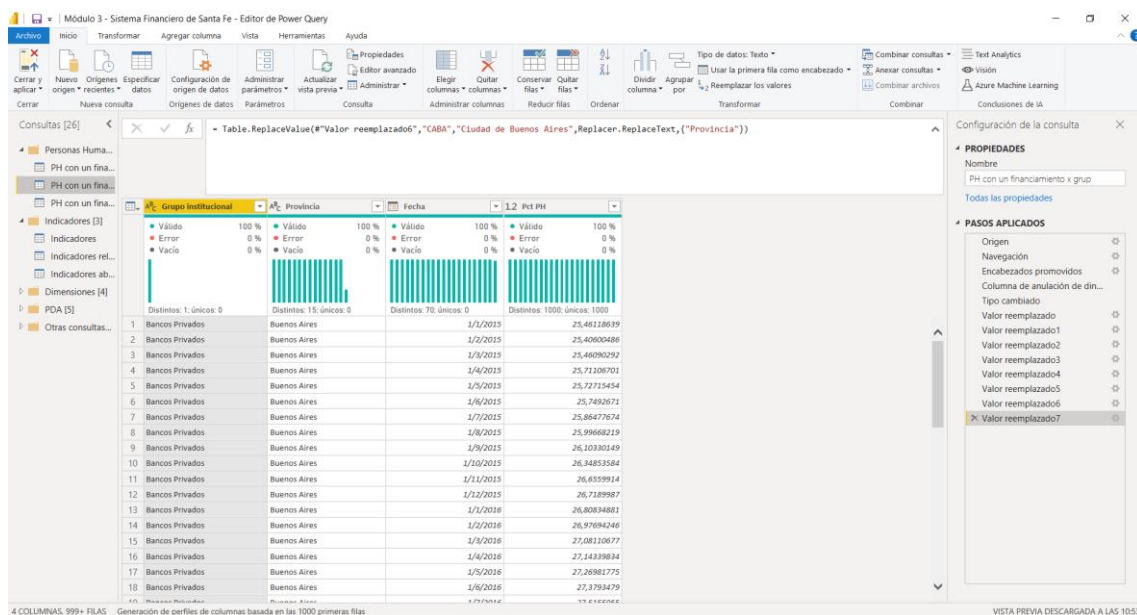 Módulo 3 - Sistema Financiero de Santa Fe - Editor de Power Query
Archivo Inicio Transformar Agregar columna Vista Herramientas Ayuda
Cerrar y aplicar
Nuevo origen
Orígenes recientes
Especificar datos
Configuración de origen de datos
Administrar parámetros
Actualizar vista previa
Propiedades
Editor avanzado
Administrar
Elegir columnas
Quitar columnas
Conservar filas
Quitar filas
Dividir columna
Agrupar por
Tipo de datos: Texto
Usar la primera fila como encabezado
Reemplazar los valores
Combinar consultas
Anexar consultas
Combinar archivos
Text Analytics
Visión
Azure Machine Learning
Cerrar Nueva consulta Orígenes de datos Parámetros Consulta Administrar columnas Reducir filas Ordenar Transformar Combinar Conclusiones de IA
Consultas [26]
Personas Huma...
PH con un fina...
PH con un fina...
PH con un fina...
Indicadores [3]
Indicadores
Indicadores rel...
Indicadores ab...
Dimensiones [4]
PDA [5]
Otras consultas...
fx = Table.ReplaceValue(#"Valor reemplazado6","CABA","Ciudad de Buenos Aires",Replacer.ReplaceText,{"Provincia"})
ABC Grupo institucional ABC Provincia Fecha 1.2 Pct PH
Válido 100 % Válido 100 % Válido 100 % Válido 100 %
Error 0 % Error 0 % Error 0 % Error 0 %
Vacío 0 % Vacío 0 % Vacío 0 % Vacío 0 %
Distintos: 1; únicos: 0 Distintos: 15; únicos: 0 Distintos: 70; únicos: 0 Distintos: 1000; únicos: 1000
1 Bancos Privados Buenos Aires 1/1/2015 25,46118639
2 Bancos Privados Buenos Aires 1/2/2015 25,40600486
3 Bancos Privados Buenos Aires 1/3/2015 25,46090292
4 Bancos Privados Buenos Aires 1/4/2015 25,71106701
5 Bancos Privados Buenos Aires 1/5/2015 25,72715454
6 Bancos Privados Buenos Aires 1/6/2015 25,7492671
7 Bancos Privados Buenos Aires 1/7/2015 25,86477674
8 Bancos Privados Buenos Aires 1/8/2015 25,99668219
9 Bancos Privados Buenos Aires 1/9/2015 26,10330149
10 Bancos Privados Buenos Aires 1/10/2015 26,34853584
11 Bancos Privados Buenos Aires 1/11/2015 26,6559914
12 Bancos Privados Buenos Aires 1/12/2015 26,7189987
13 Bancos Privados Buenos Aires 1/1/2016 26,80834881
14 Bancos Privados Buenos Aires 1/2/2016 26,97694246
15 Bancos Privados Buenos Aires 1/3/2016 27,08110677
16 Bancos Privados Buenos Aires 1/4/2016 27,14339834
17 Bancos Privados Buenos Aires 1/5/2016 27,26981775
18 Bancos Privados Buenos Aires 1/6/2016 27,3793479
Configuración de la consulta
PROPIEDADES
Nombre
PH con un financiamiento x grup
Todas las propiedades
PASOS APLICADOS
Origen
Navegación
Encabezados promovidos
Columna de anulación de din...
Tipo cambiado
Valor reemplazado
Valor reemplazado1
Valor reemplazado2
Valor reemplazado3
Valor reemplazado4
Valor reemplazado5
Valor reemplazado6
Valor reemplazado7
4 COLUMNAS, 999+ FILAS Generación de perfiles de columnas basada en las 1000 primeras filas
VISTA PREVIA DESCARGADA A LAS